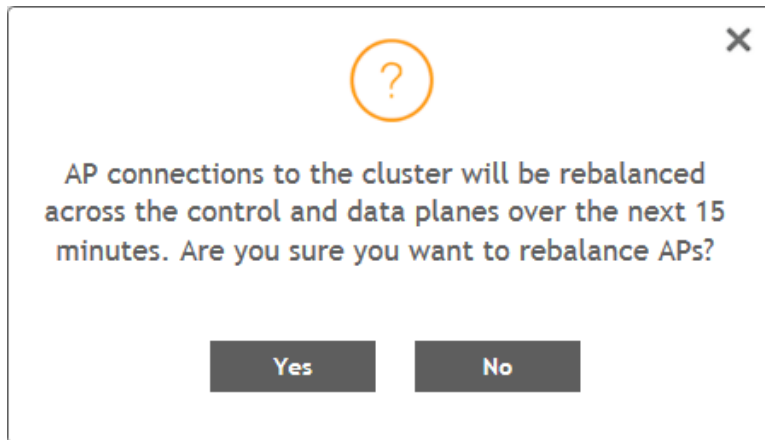 AP connections to the cluster will be rebalanced
across the control and data planes over the next 15
minutes. Are you sure you want to rebalance APs?
Yes
No